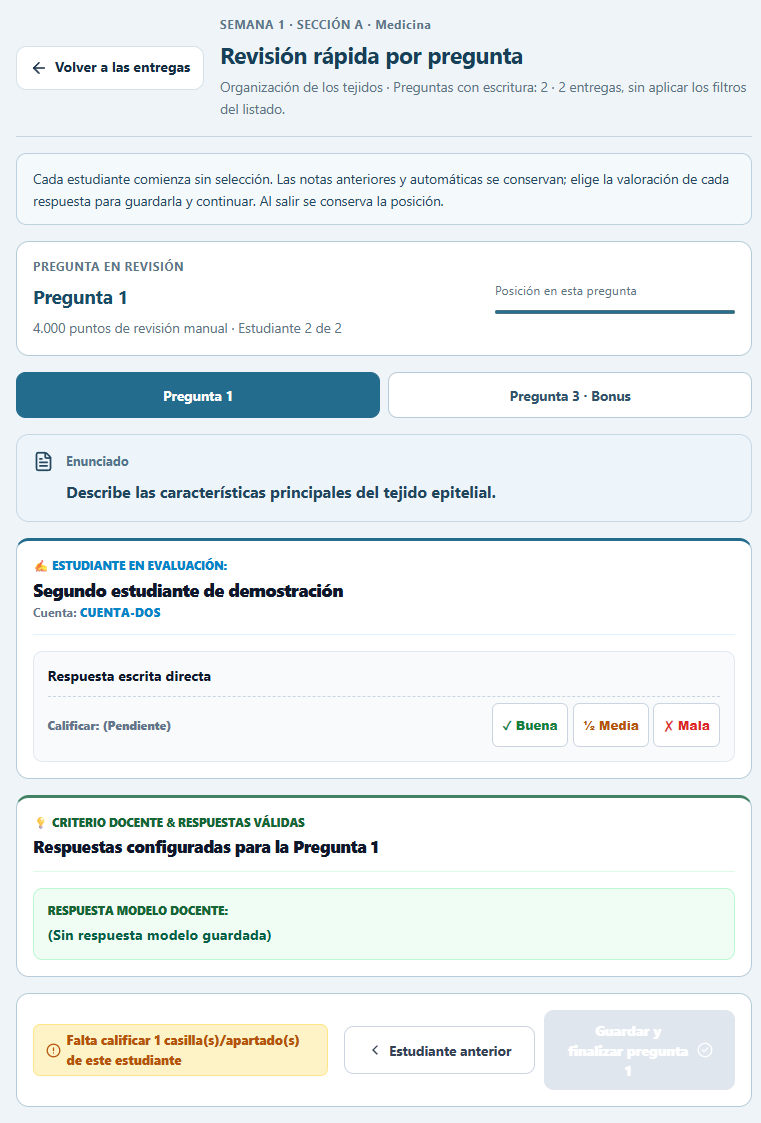 SEMANA 1 · SECCIÓN A · Medicina
Volver a las entregas
Revisión rápida por pregunta
Organización de los tejidos · Preguntas con escritura: 2 · 2 entregas, sin aplicar los filtros
del listado.
Cada estudiante comienza sin selección. Las notas anteriores y automáticas se conservan; elige la valoración de cada
respuesta para guardarla y continuar. Al salir se conserva la posición.
PREGUNTA EN REVISIÓN
Pregunta 1
4.000 puntos de revisión manual · Estudiante 2 de 2
Posición en esta pregunta
Pregunta 1
Pregunta 3 · Bonus
Enunciado
Describe las características principales del tejido epitelial.
✍️ ESTUDIANTE EN EVALUACIÓN:
Segundo estudiante de demostración
Cuenta: CUENTA-DOS
Respuesta escrita directa
Calificar: (Pendiente)
✓ Buena
½ Media
✗ Mala
💡 CRITERIO DOCENTE & RESPUESTAS VÁLIDAS
Respuestas configuradas para la Pregunta 1
RESPUESTA MODELO DOCENTE:
(Sin respuesta modelo guardada)
Falta calificar 1 casilla(s)/apartado(s)
de este estudiante
Estudiante anterior
Guardar y
finalizar pregunta
1